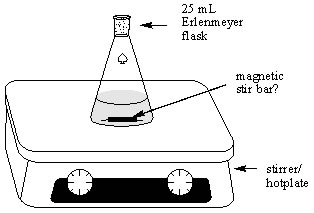 25 mL
Erlenmeyer
flask
magnetic
stir bar?
stirrer/
hotplate